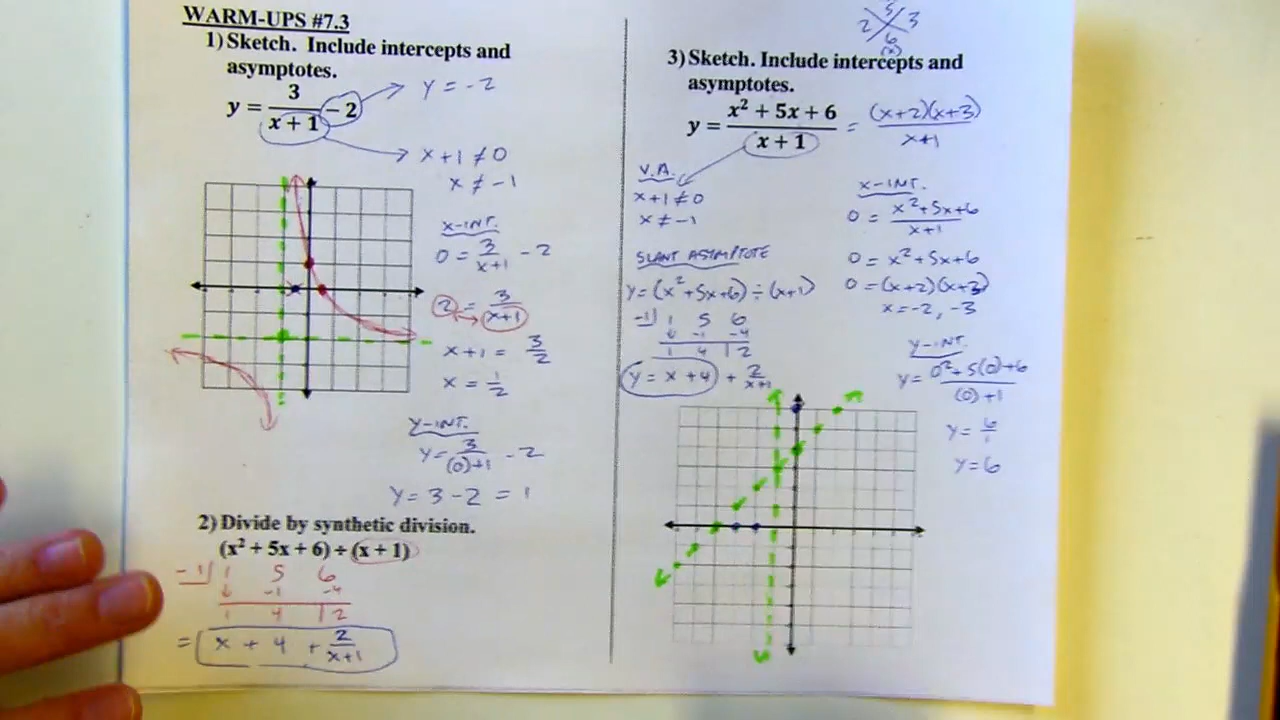 WARM-UPS #7.3
1) Sketch. Include intercepts and
asymptotes.
y = 3/(x + 1) - 2
y = -2
x+1 ≠ 0
x ≠ -1
X-INT.
0 = 3/(x+1) - 2
2 = 3/(x+1)
x+1 = 3/2
x = 1/2
Y-INT.
y = 3/((0)+1) - 2
y = 3 - 2 = 1
2) Divide by synthetic division.
(x² + 5x + 6) ÷ (x + 1)
-1 | 1 5 6
↓ -1 -4
1 4 | 2
= x + 4 + 2/(x+1)
5
2 3
6
(x)
3) Sketch. Include intercepts and
asymptotes.
y = (x² + 5x + 6)/(x + 1) = (x+2)(x+3)/(x+1)
V.A.
x+1 ≠ 0
x ≠ -1
SLANT ASYMPTOTE
y = (x²+5x+6) ÷ (x+1)
-1 | 1 5 6
↓ -1 -4
1 4 | 2
y = x+4 + 2/(x+1)
X-INT.
0 = (x²+5x+6)/(x+1)
0 = x²+5x+6
0 = (x+2)(x+3)
x = -2, -3
Y-INT.
y = (0²+5(0)+6)/((0)+1)
y = 6/1
y = 6